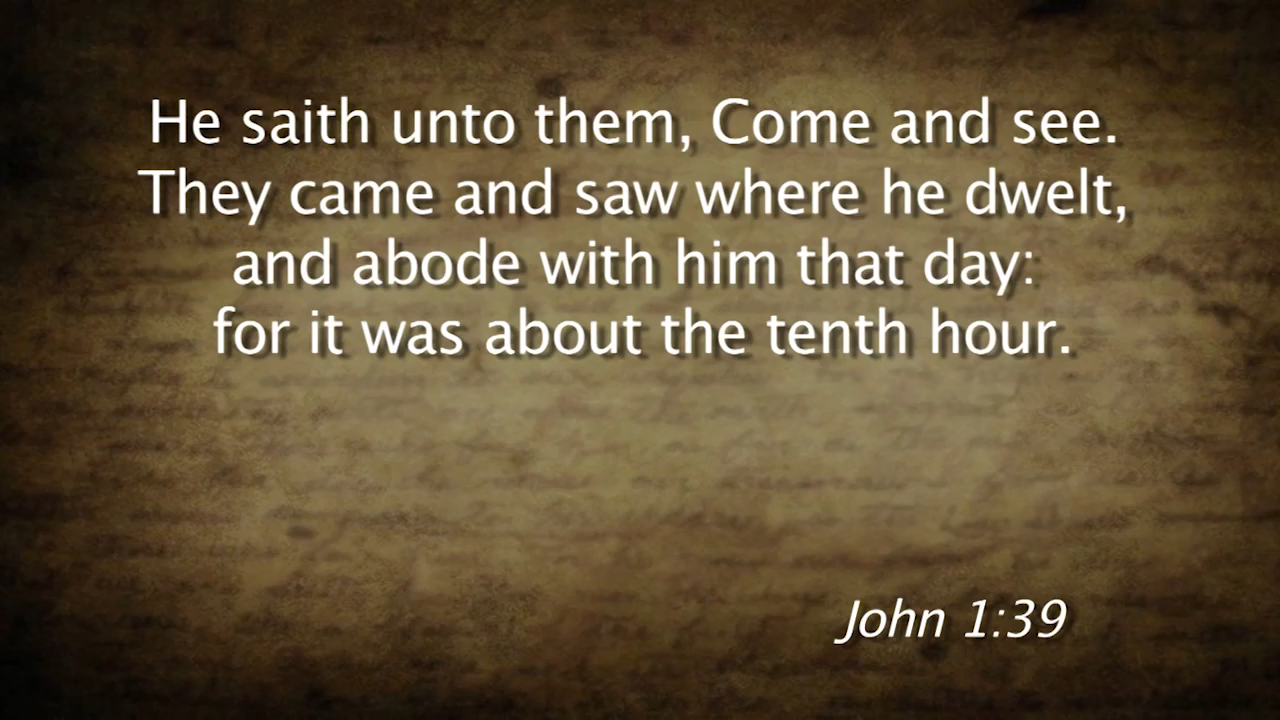 He saith unto them, Come and see.
They came and saw where he dwelt,
and abode with him that day:
for it was about the tenth hour.
John 1:39